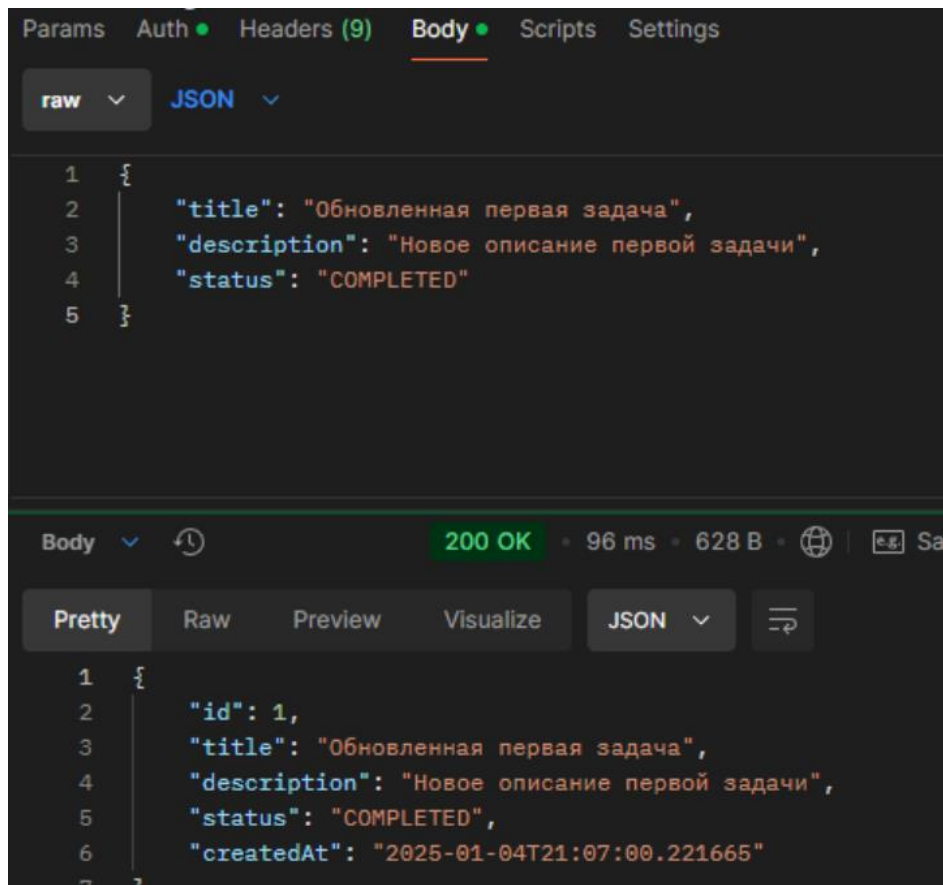 Params Auth Headers (9) Body Scripts Settings
raw JSON
1 {
2 "title": "Обновленная первая задача",
3 "description": "Новое описание первой задачи",
4 "status": "COMPLETED"
5 }
Body 200 OK 96 ms 628 B e.g. Sa
Pretty Raw Preview Visualize JSON
1 {
2 "id": 1,
3 "title": "Обновленная первая задача",
4 "description": "Новое описание первой задачи",
5 "status": "COMPLETED",
6 "createdAt": "2025-01-04T21:07:00.221665"